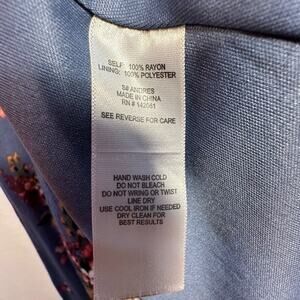 SELF: 100% RAYON
LINING: 100% POLYESTER
S# ANDRES
MADE IN CHINA
RN # 142051
SEE REVERSE FOR CARE
HAND WASH COLD
DO NOT BLEACH
DO NOT WRING OR TWIST
LINE DRY
USE COOL IRON IF NEEDED
DRY CLEAN FOR
BEST RESULTS